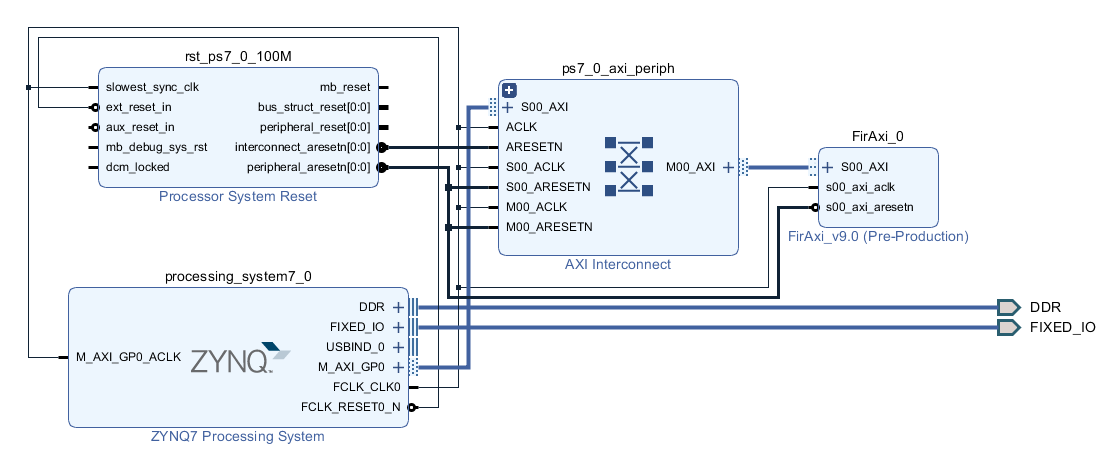 rst_ps7_0_100M
slowest_sync_clk
ext_reset_in
aux_reset_in
mb_debug_sys_rst
dcm_locked
mb_reset
bus_struct_reset[0:0]
peripheral_reset[0:0]
interconnect_aresetn[0:0]
peripheral_aresetn[0:0]
Processor System Reset
ps7_0_axi_periph
S00_AXI
ACLK
ARESETN
S00_ACLK
S00_ARESETN
M00_ACLK
M00_ARESETN
M00_AXI
AXI Interconnect
FirAxi_0
S00_AXI
s00_axi_aclk
s00_axi_aresetn
FirAxi_v9.0 (Pre-Production)
processing_system7_0
M_AXI_GP0_ACLK
ZYNQ
DDR
FIXED_IO
USBIND_0
M_AXI_GP0
FCLK_CLK0
FCLK_RESET0_N
ZYNQ7 Processing System
DDR
FIXED_IO